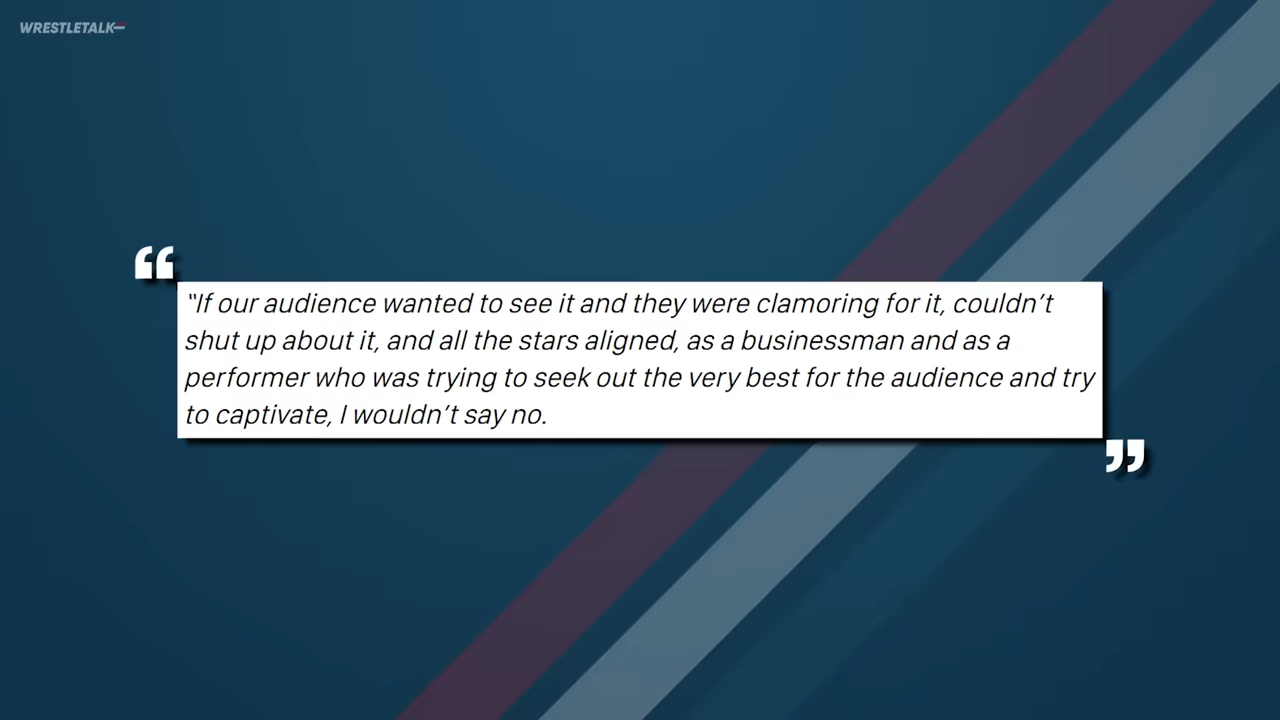 WRESTLETALK
“
“If our audience wanted to see it and they were clamoring for it, couldn’t
shut up about it, and all the stars aligned, as a businessman and as a
performer who was trying to seek out the very best for the audience and try
to captivate, I wouldn’t say no.
”